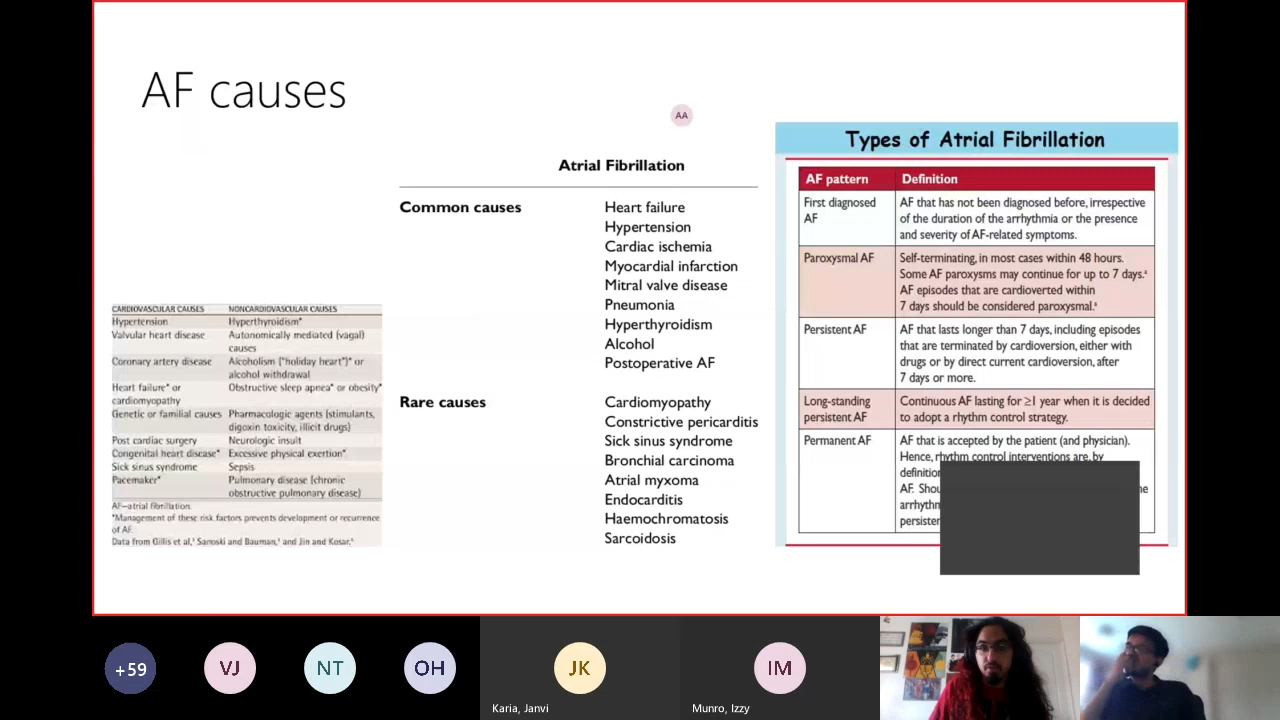 AF causes
AA
CARDIOVASCULAR CAUSES NONCARDIOVASCULAR CAUSES
Hypertension Hyperthyroidism*
Valvular heart disease Autonomically mediated (vagal)
causes
Coronary artery disease Alcoholism ("holiday heart")* or
alcohol withdrawal
Heart failure* or Obstructive sleep apnea* or obesity*
cardiomyopathy
Genetic or familial causes Pharmacologic agents (stimulants,
digoxin toxicity, illicit drugs)
Post cardiac surgery Neurologic insult
Congenital heart disease* Excessive physical exertion*
Sick sinus syndrome Sepsis
Pacemaker* Pulmonary disease (chronic
obstructive pulmonary disease)
AF—atrial fibrillation.
*Management of these risk factors prevents development or recurrence
of AF.
Data from Gillis et al, Sanoski and Bauman, and Jin and Kosar.
Atrial Fibrillation
Common causes Heart failure
Hypertension
Cardiac ischemia
Myocardial infarction
Mitral valve disease
Pneumonia
Hyperthyroidism
Alcohol
Postoperative AF
Rare causes Cardiomyopathy
Constrictive pericarditis
Sick sinus syndrome
Bronchial carcinoma
Atrial myxoma
Endocarditis
Haemochromatosis
Sarcoidosis
Types of Atrial Fibrillation
AF pattern Definition
First diagnosed AF that has not been diagnosed before, irrespective
AF of the duration of the arrhythmia or the presence
and severity of AF-related symptoms.
Paroxysmal AF Self-terminating, in most cases within 48 hours.
Some AF paroxysms may continue for up to 7 days.ᵃ
AF episodes that are cardioverted within
7 days should be considered paroxysmal.ᵃ
Persistent AF AF that lasts longer than 7 days, including episodes
that are terminated by cardioversion, either with
drugs or by direct current cardioversion, after
7 days or more.
Long-standing Continuous AF lasting for ≥1 year when it is decided
persistent AF to adopt a rhythm control strategy.
Permanent AF AF that is accepted by the patient (and physician).
Hence, rhythm control interventions are, by
AF.
+59
VJ
NT
OH
JK
IM
Karia, Janvi
Munro, Izzy